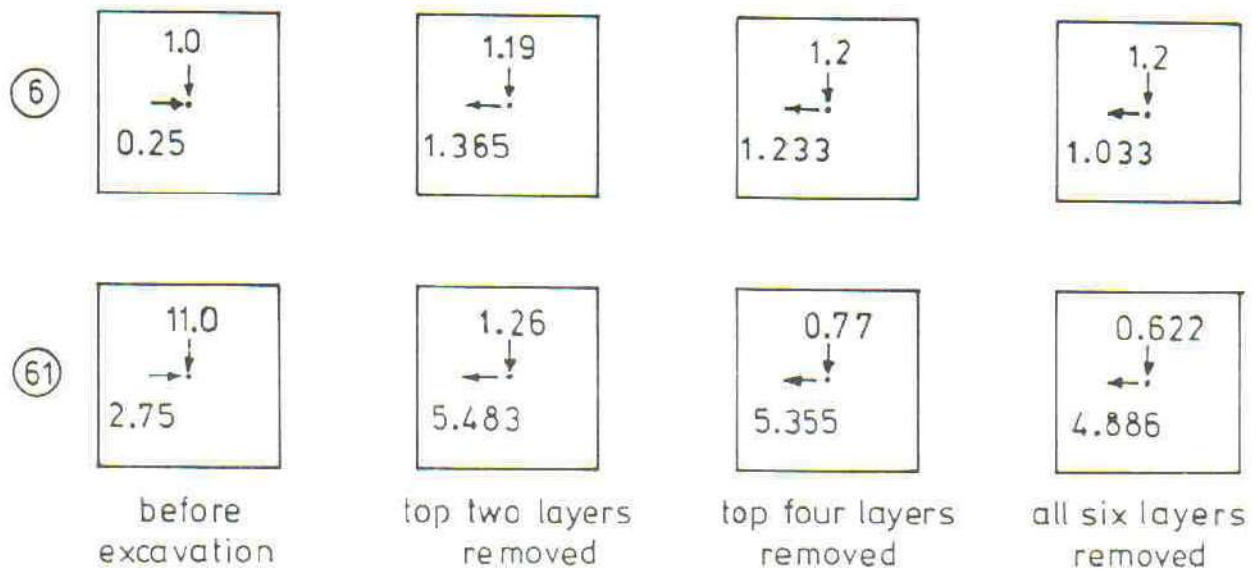 1.0 1.19 1.2 1.2
6
0.25 1.365 1.233 1.033
11.0 1.26 0.77 0.622
61
2.75 5.483 5.355 4.886
before top two layers top four layers all six layers
excavation removed removed removed